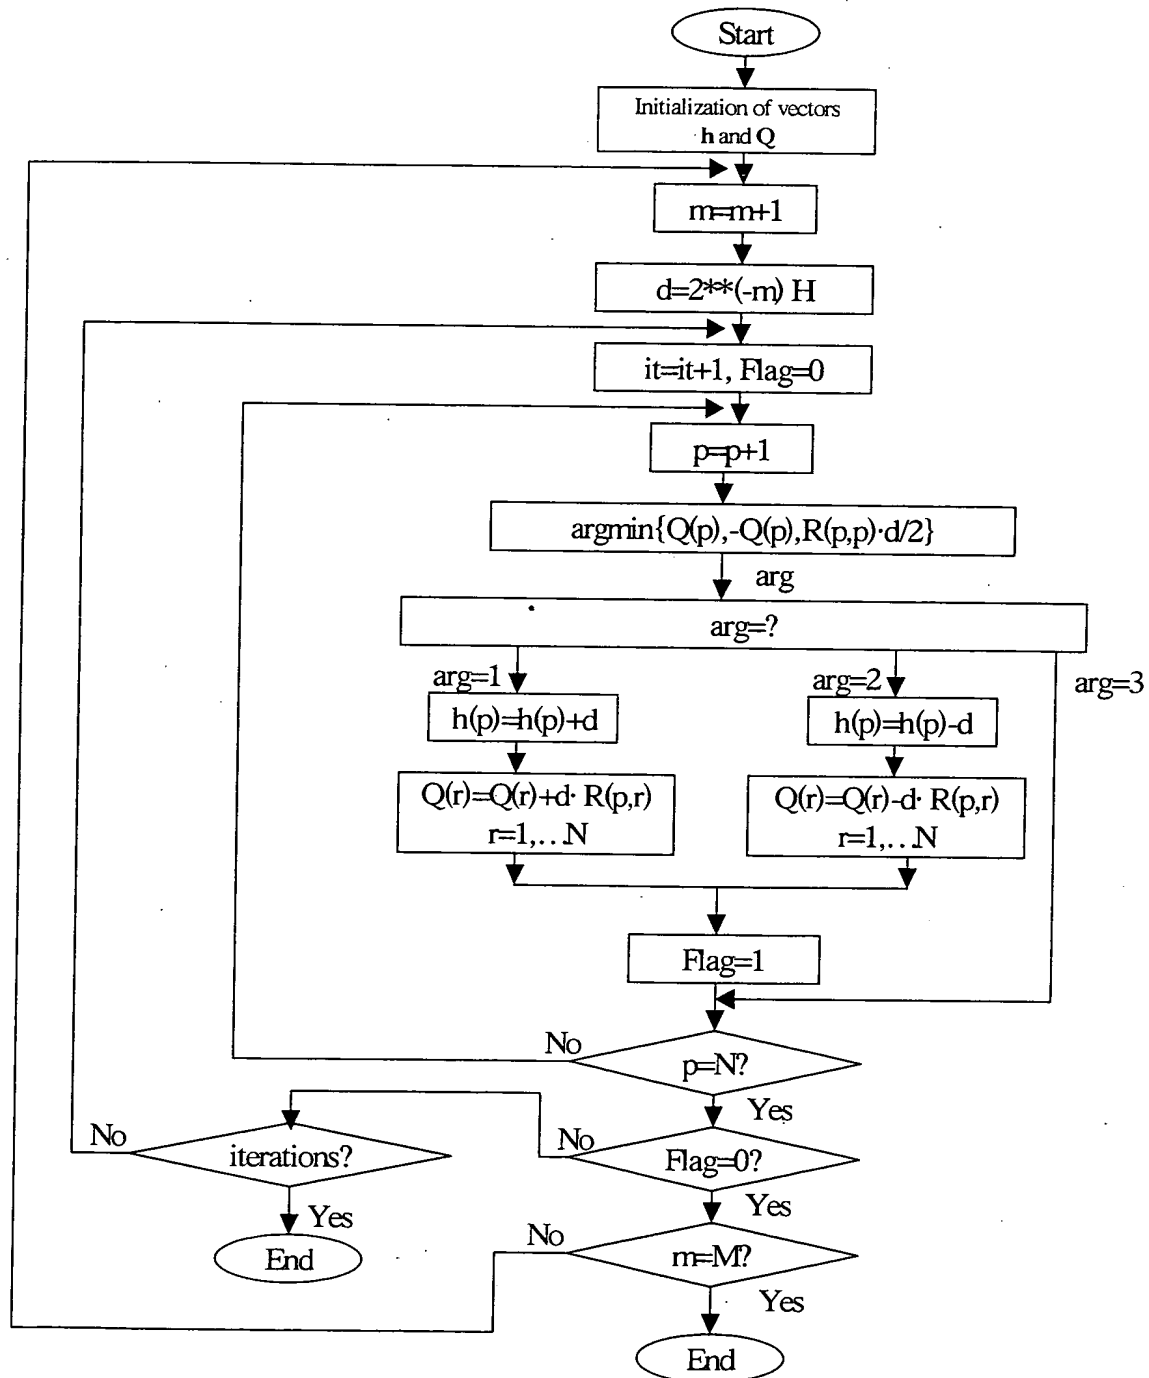 Start
Initialization of vectors
h and Q
m=m+1
d=2**(-m) H
it=it+1, Flag=0
p=p+1
argmin{Q(p),-Q(p),R(p,p)·d/2}
arg
arg=?
arg=1
arg=2
arg=3
h(p)=h(p)+d
h(p)=h(p)-d
Q(r)=Q(r)+d· R(p,r)
r=1,…N
Q(r)=Q(r)-d· R(p,r)
r=1,…N
Flag=1
No
p=N?
Yes
No
iterations?
No
Flag=0?
Yes
Yes
End
No
m=M?
Yes
End